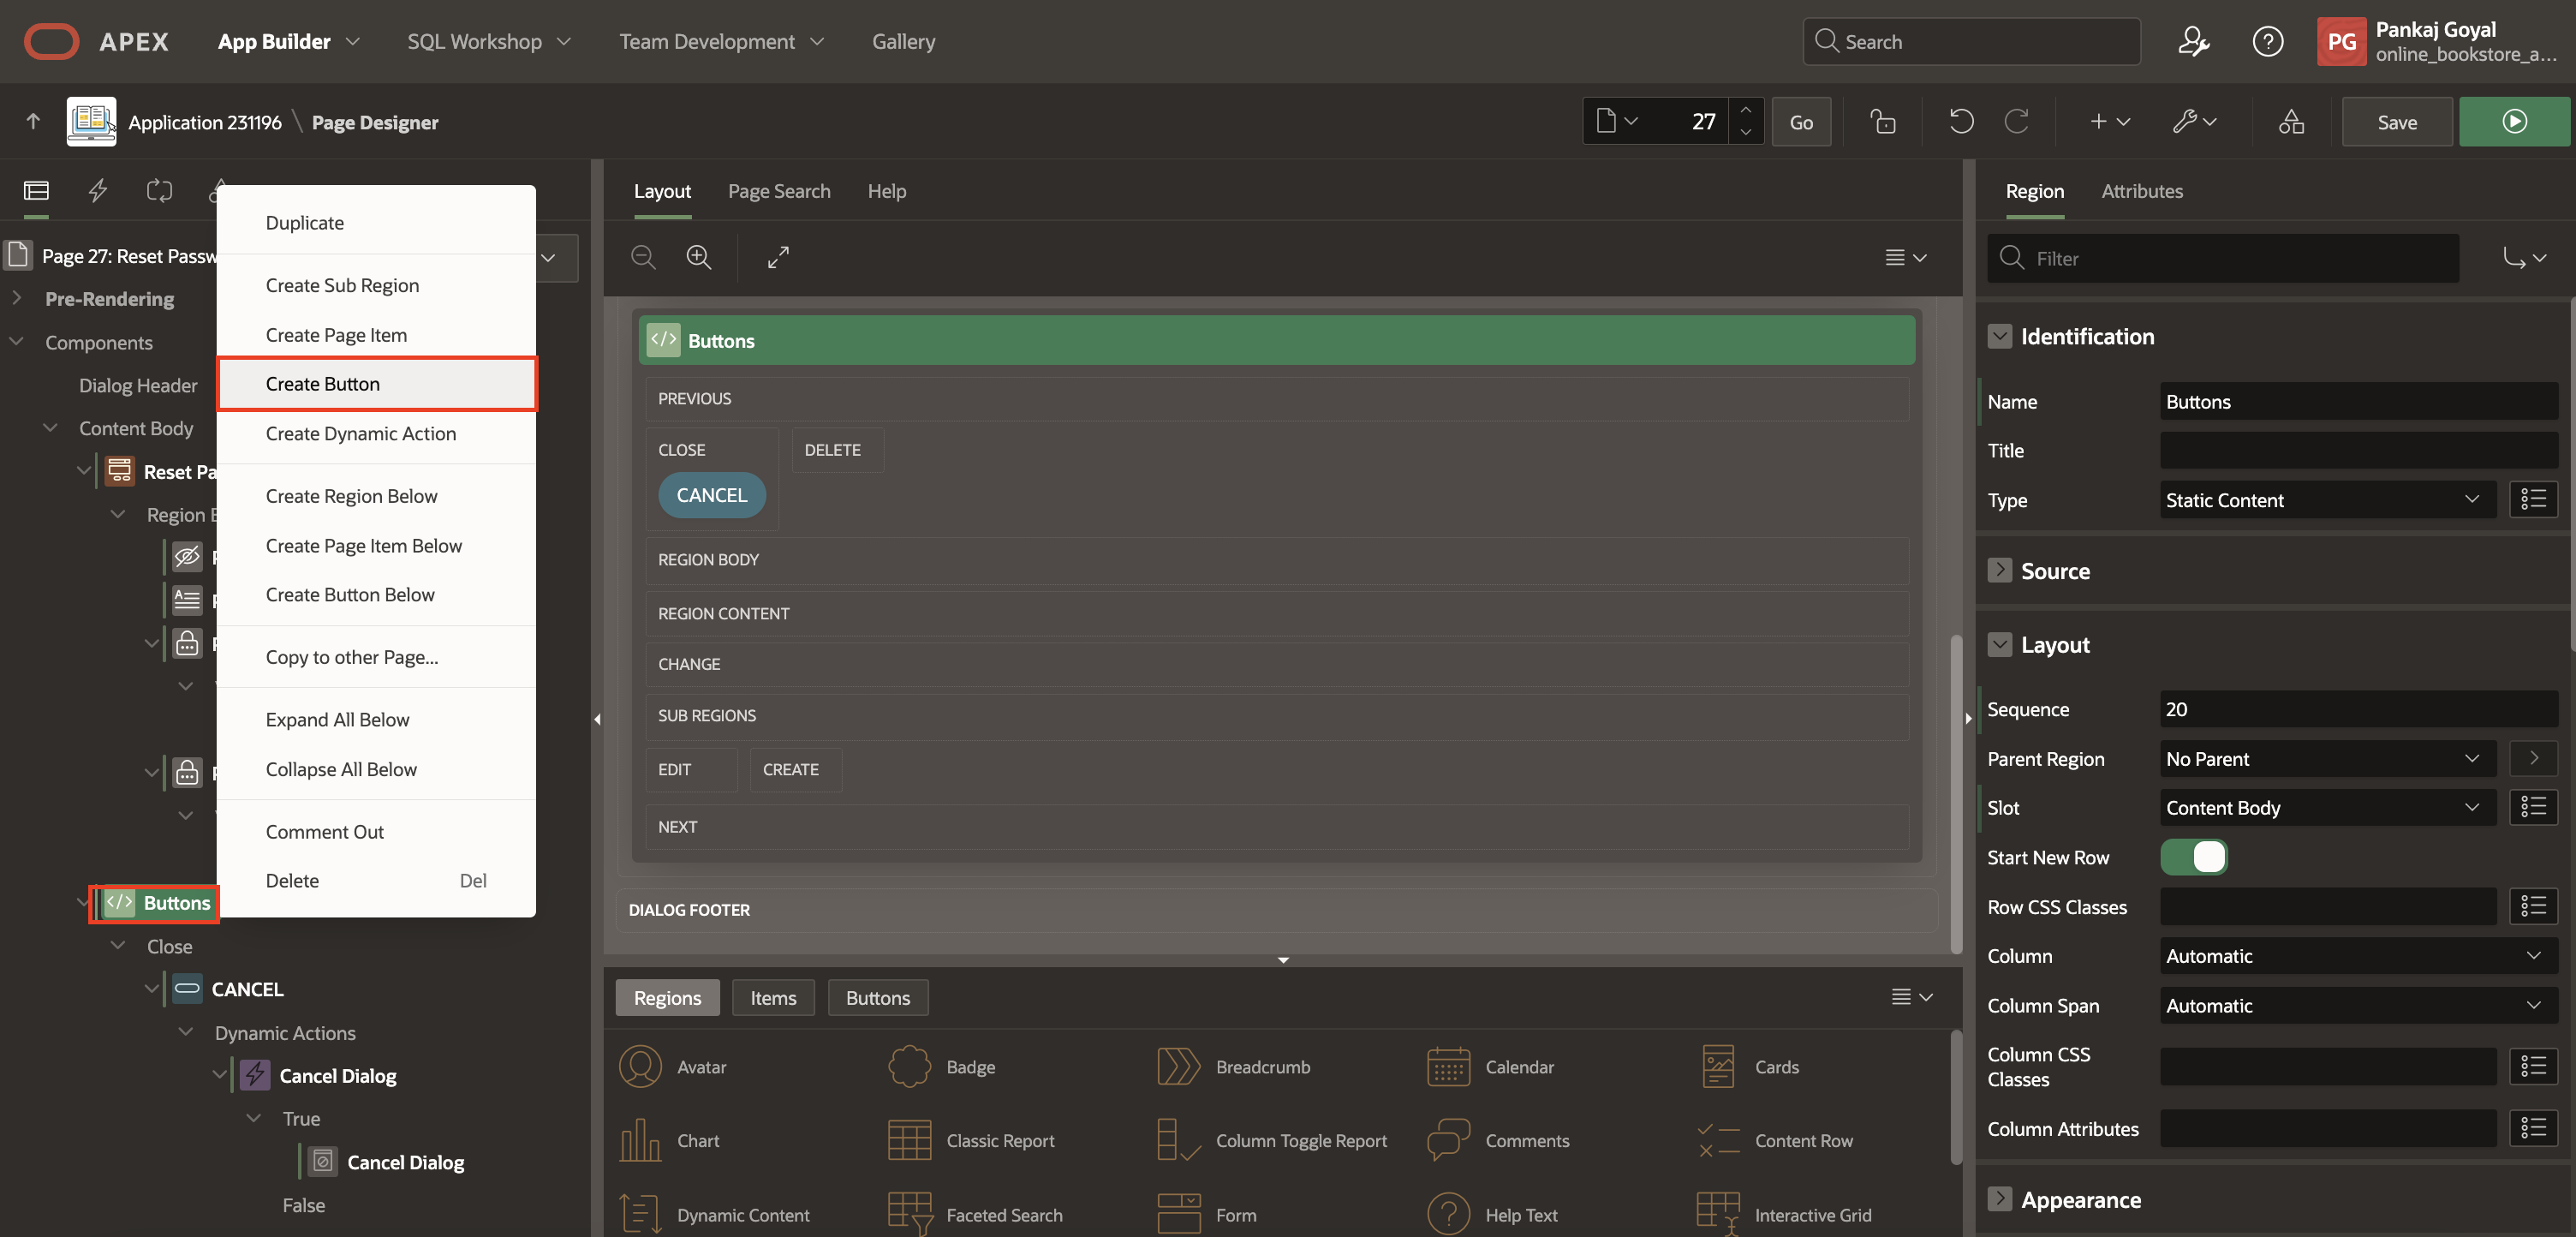 APEX
App Builder
SQL Workshop
Team Development
Gallery
Search
PG
Pankaj Goyal
online_bookstore_a...
Application 231196 \ Page Designer
27
Go
Save
Page 27: Reset Passw
Pre-Rendering
Components
Dialog Header
Content Body
Reset Pa
Region B
Buttons
Close
CANCEL
Dynamic Actions
Cancel Dialog
True
Cancel Dialog
False
Duplicate
Create Sub Region
Create Page Item
Create Button
Create Dynamic Action
Create Region Below
Create Page Item Below
Create Button Below
Copy to other Page...
Expand All Below
Collapse All Below
Comment Out
Delete Del
Layout
Page Search
Help
Buttons
PREVIOUS
CLOSE
DELETE
CANCEL
REGION BODY
REGION CONTENT
CHANGE
SUB REGIONS
EDIT
CREATE
NEXT
DIALOG FOOTER
Regions
Items
Buttons
Avatar
Badge
Breadcrumb
Calendar
Cards
Chart
Classic Report
Column Toggle Report
Comments
Content Row
Dynamic Content
Faceted Search
Form
Help Text
Interactive Grid
Region
Attributes
Filter
Identification
Name Buttons
Title
Type Static Content
Source
Layout
Sequence 20
Parent Region No Parent
Slot Content Body
Start New Row
Row CSS Classes
Column Automatic
Column Span Automatic
Column CSS
Classes
Column Attributes
Appearance